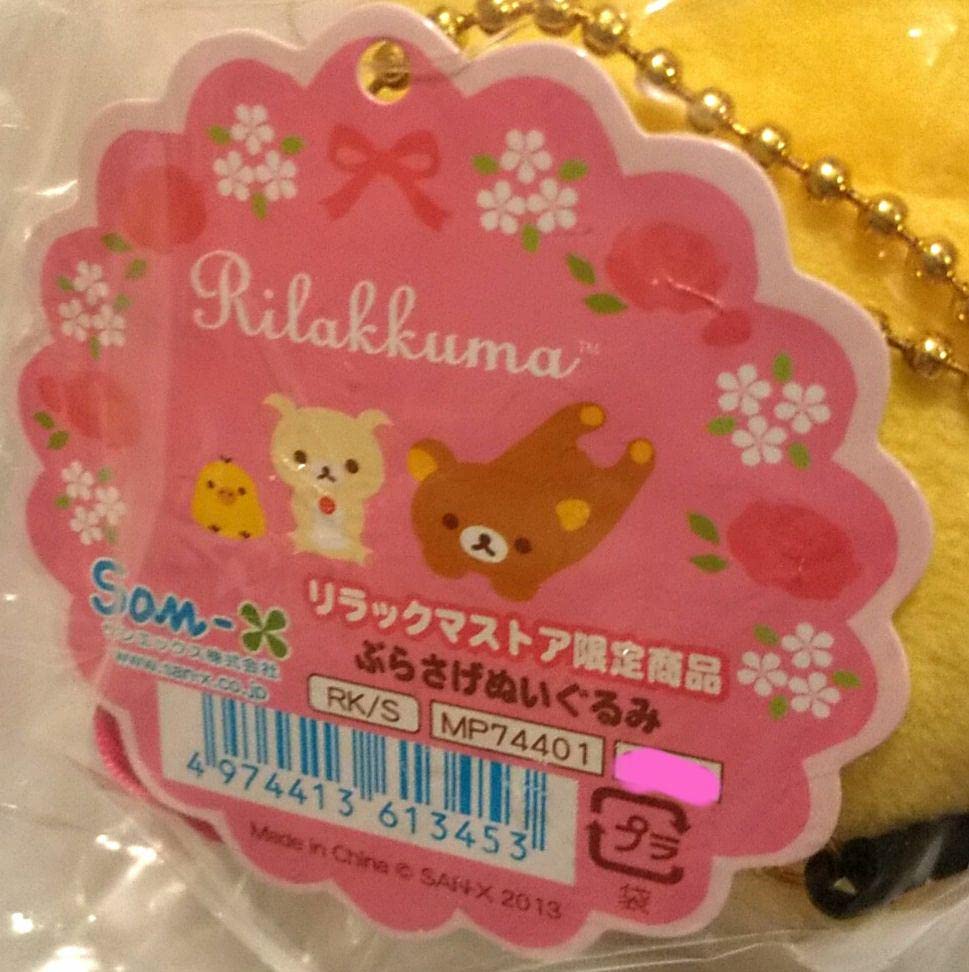 Rilakkuma™
San-X
サンエックス株式会社
www.san-x.co.jp
リラックマストア限定商品
ぶらさげぬいぐるみ
RK/S
MP74401
4 974413 613453
プラ
袋
Made in China © SAN-X 2013